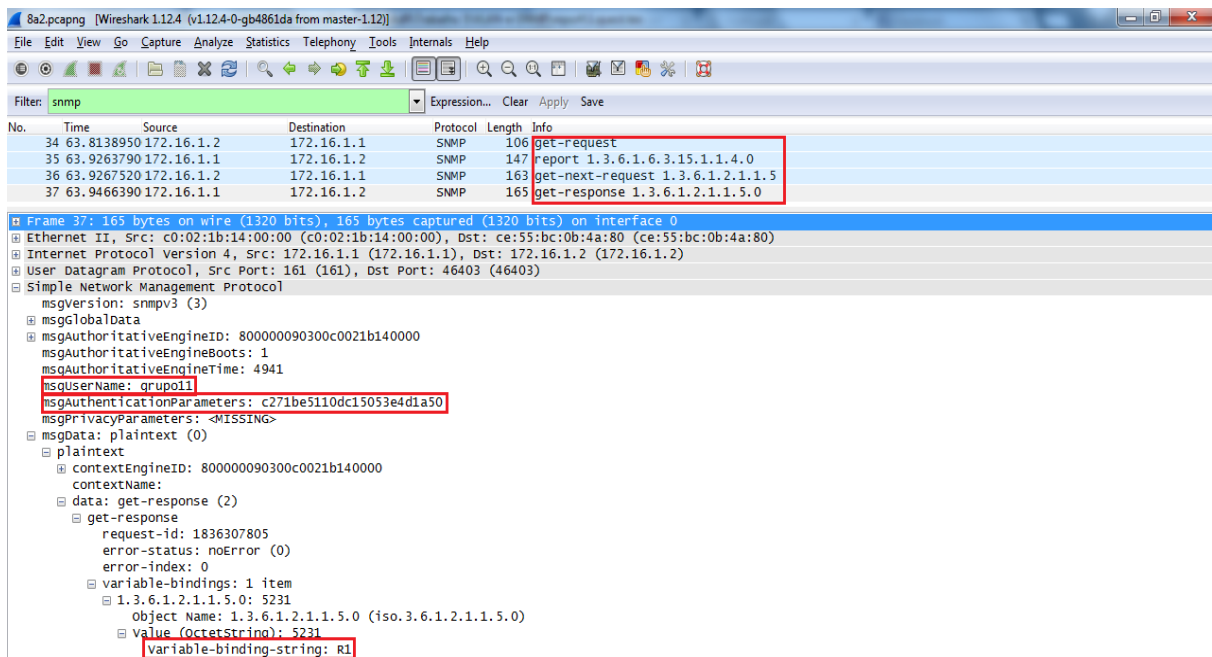 8a2.pcapng [Wireshark 1.12.4 (v1.12.4-0-gb4861da from master-1.12)]
File Edit View Go Capture Analyze Statistics Telephony Tools Internals Help
Filter: snmp Expression... Clear Apply Save
No. Time Source Destination Protocol Length Info
34 63.8138950 172.16.1.2 172.16.1.1 SNMP 106 get-request
35 63.9263790 172.16.1.1 172.16.1.2 SNMP 147 report 1.3.6.1.6.3.15.1.1.4.0
36 63.9267520 172.16.1.2 172.16.1.1 SNMP 163 get-next-request 1.3.6.1.2.1.1.5
37 63.9466390 172.16.1.1 172.16.1.2 SNMP 165 get-response 1.3.6.1.2.1.1.5.0
Frame 37: 165 bytes on wire (1320 bits), 165 bytes captured (1320 bits) on interface 0
Ethernet II, Src: c0:02:1b:14:00:00 (c0:02:1b:14:00:00), Dst: ce:55:bc:0b:4a:80 (ce:55:bc:0b:4a:80)
Internet Protocol Version 4, Src: 172.16.1.1 (172.16.1.1), Dst: 172.16.1.2 (172.16.1.2)
User Datagram Protocol, Src Port: 161 (161), Dst Port: 46403 (46403)
Simple Network Management Protocol
msgVersion: snmpv3 (3)
msgGlobalData
msgAuthoritativeEngineID: 800000090300c0021b140000
msgAuthoritativeEngineBoots: 1
msgAuthoritativeEngineTime: 4941
msgUserName: grupo11
msgAuthenticationParameters: c271be5110dc15053e4d1a50
msgPrivacyParameters: <MISSING>
msgData: plaintext (0)
plaintext
contextEngineID: 800000090300c0021b140000
contextName:
data: get-response (2)
get-response
request-id: 1836307805
error-status: noError (0)
error-index: 0
variable-bindings: 1 item
1.3.6.1.2.1.1.5.0: 5231
Object Name: 1.3.6.1.2.1.1.5.0 (iso.3.6.1.2.1.1.5.0)
Value (OctetString): 5231
Variable-binding-string: R1